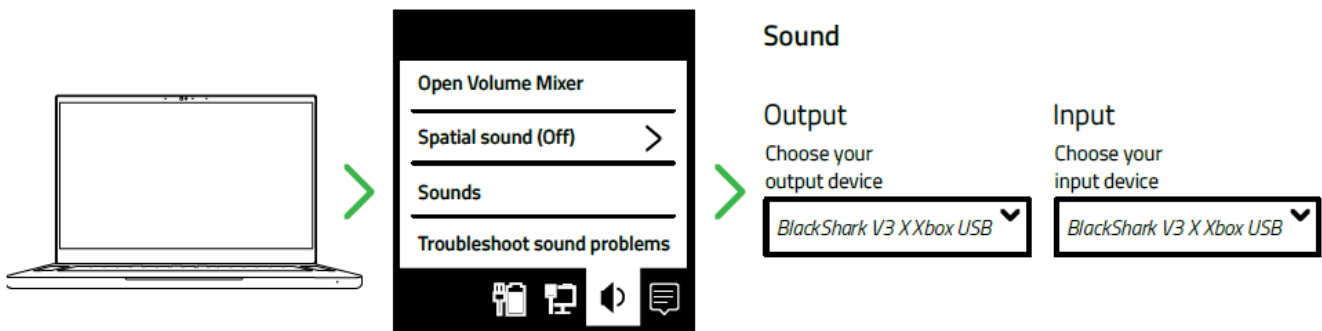 Open Volume Mixer
Spatial sound (Off)
Sounds
Troubleshoot sound problems
Sound
Output
Choose your
output device
BlackShark V3 X Xbox USB
Input
Choose your
input device
BlackShark V3 X Xbox USB